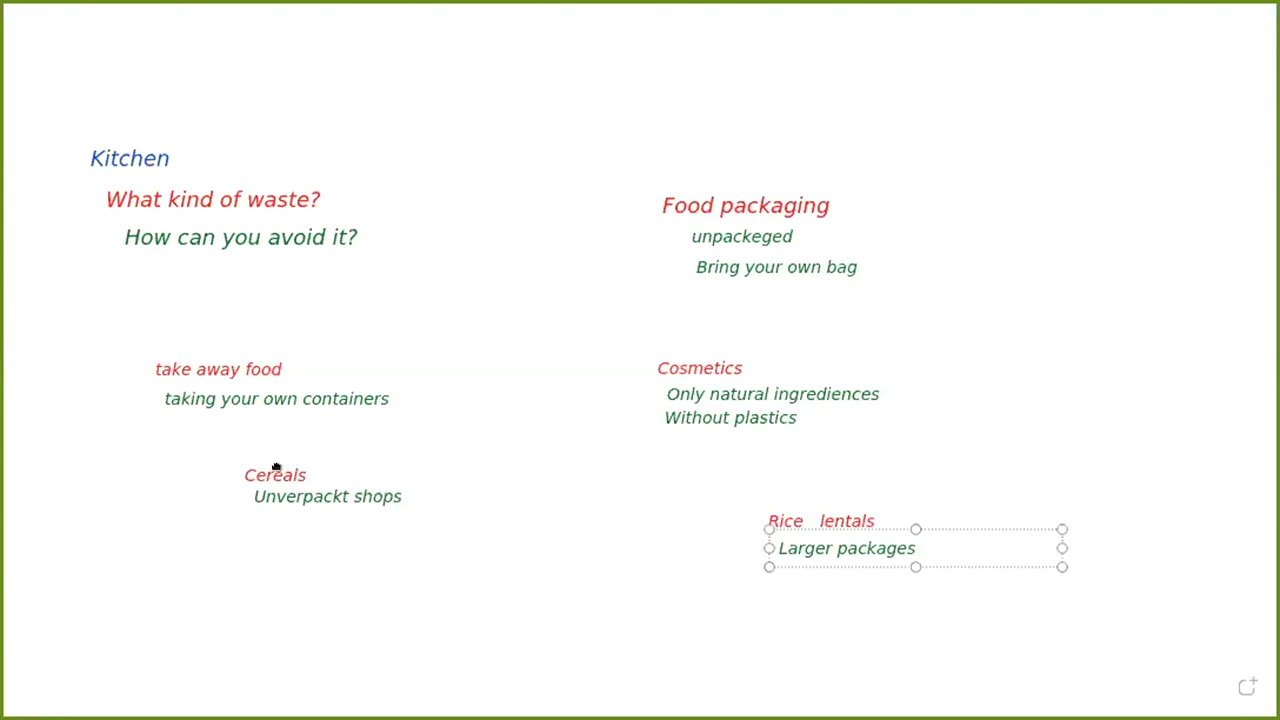 Kitchen
What kind of waste?
How can you avoid it?
Food packaging
unpackeged
Bring your own bag
take away food
taking your own containers
Cosmetics
Only natural ingrediences
Without plastics
Cereals
Unverpackt shops
Rice lentals
Larger packages